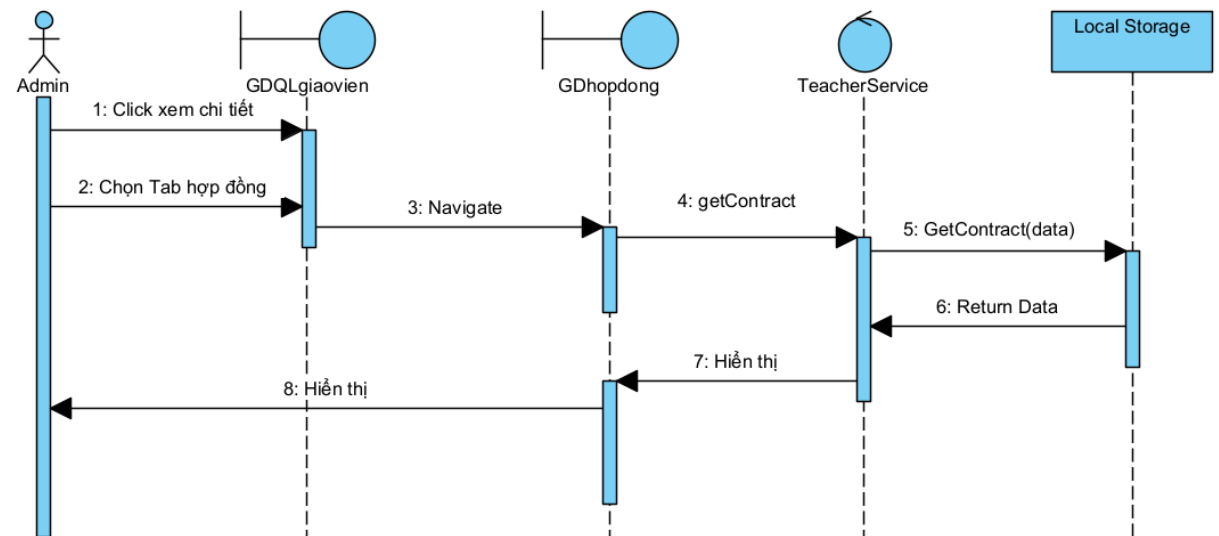 Local Storage
Admin
GDQLgiaovien
GDhopdong
TeacherService
1: Click xem chi tiết
2: Chọn Tab hợp đồng
3: Navigate
4: getContract
5: GetContract(data)
6: Return Data
7: Hiển thị
8: Hiển thị